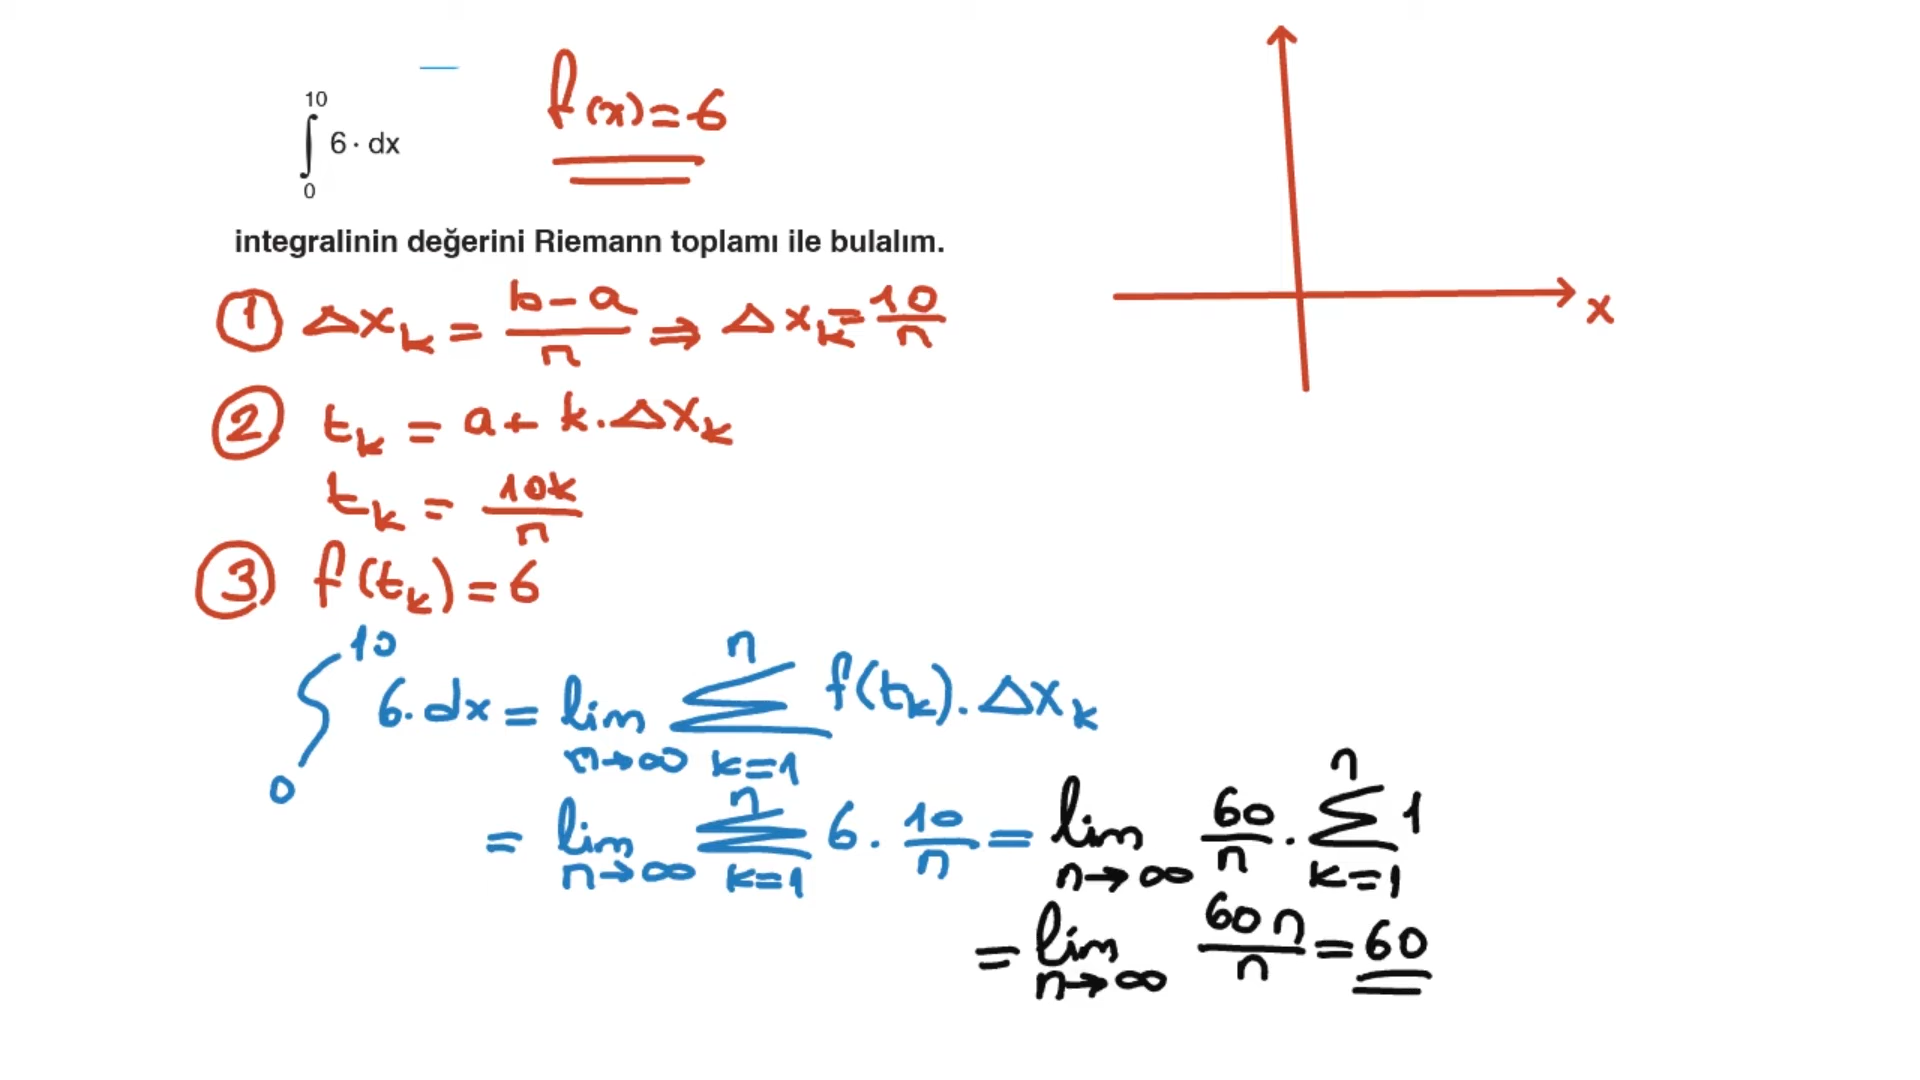 ∫₀¹⁰ 6 · dx
f(x) = 6
integralinin değerini Riemann toplamı ile bulalım.
① Δx_k = (b-a)/n ⇒ Δx_k = 10/n
② t_k = a + k.Δx_k
t_k = 10k/n
③ f(t_k) = 6
∫₀¹⁰ 6.dx = lim_{n→∞} Σ_{k=1}^{n} f(t_k).Δx_k
= lim_{n→∞} Σ_{k=1}^{n} 6 . 10/n = lim_{n→∞} 60/n . Σ_{k=1}^{n} 1
= lim_{n→∞} 60n/n = 60
x